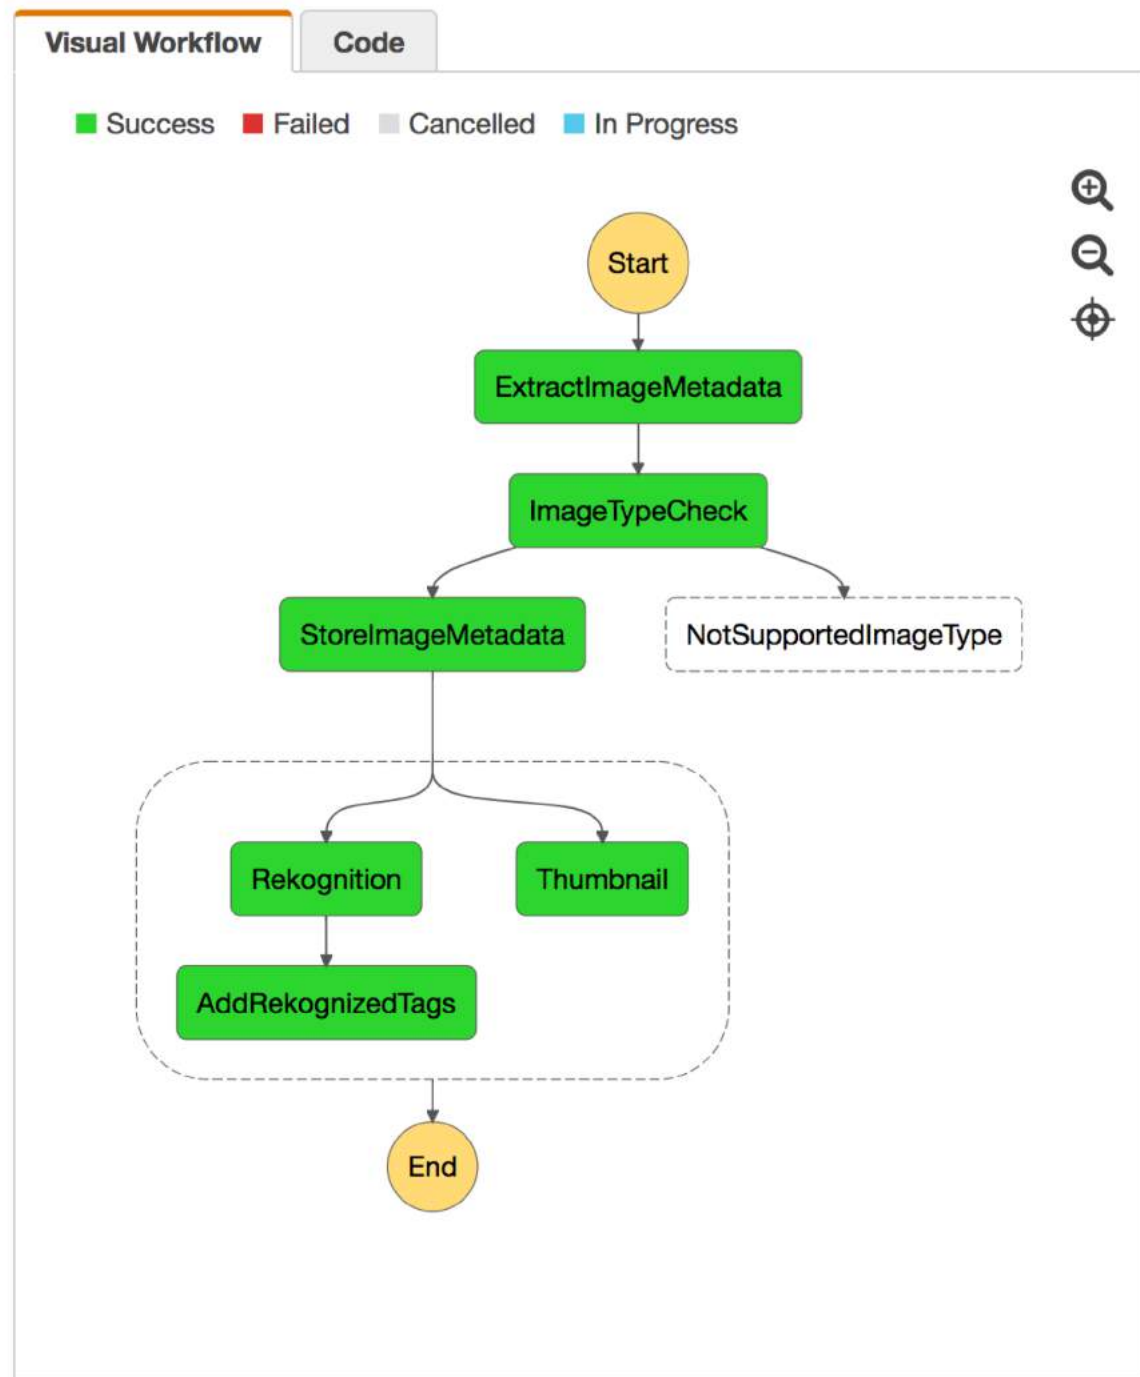 Visual Workflow Code
Success Failed Cancelled In Progress
Start
ExtractImageMetadata
ImageTypeCheck
StoreImageMetadata NotSupportedImageType
Rekognition Thumbnail
AddRekognizedTags
End